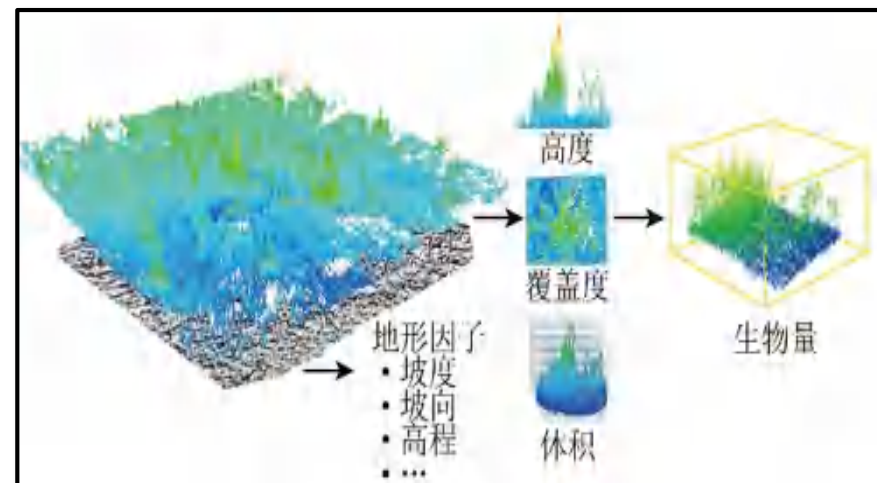 高度
覆盖度
生物量
地形因子
• 坡度
• 坡向
• 高程
• …
体积